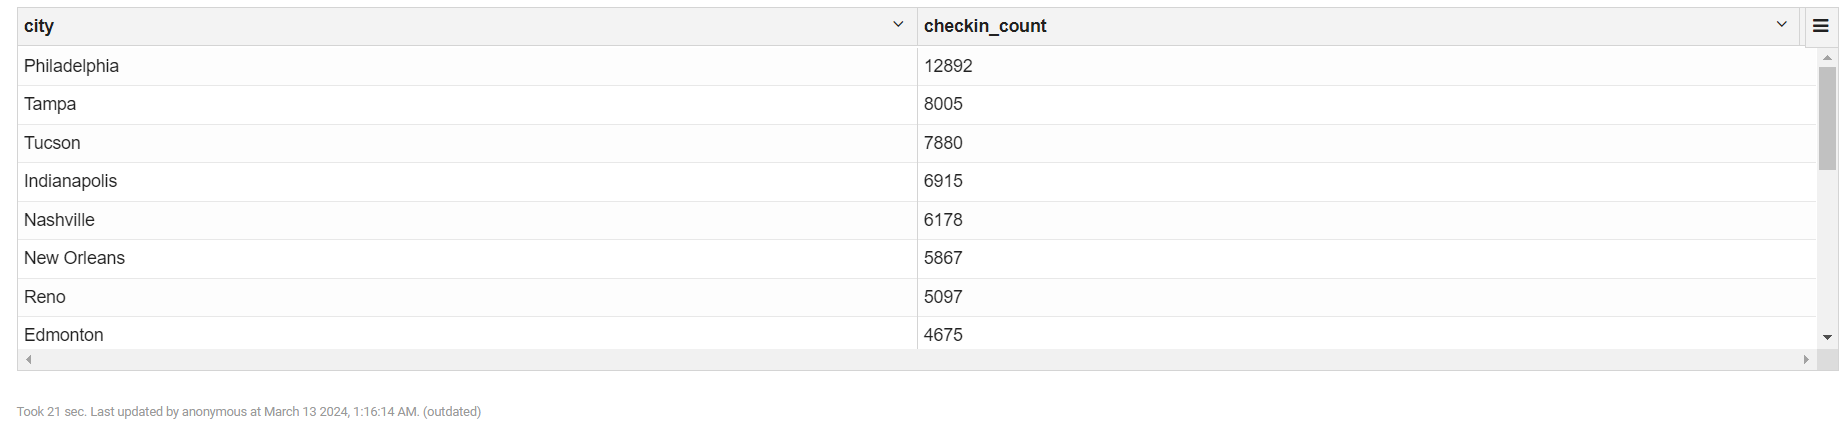 city checkin_count
Philadelphia 12892
Tampa 8005
Tucson 7880
Indianapolis 6915
Nashville 6178
New Orleans 5867
Reno 5097
Edmonton 4675
Took 21 sec. Last updated by anonymous at March 13 2024, 1:16:14 AM. (outdated)